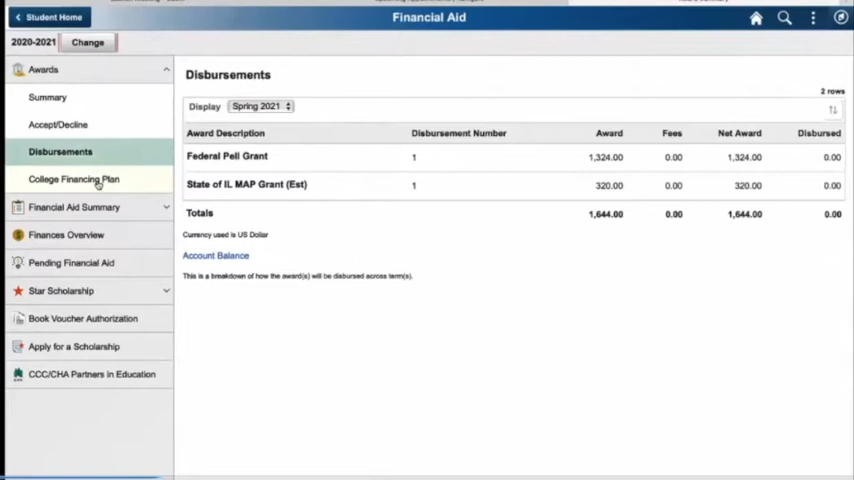 Student Home
Financial Aid
2020-2021 Change
Awards
Summary
Accept/Decline
Disbursements
College Financing Plan
Financial Aid Summary
Finances Overview
Pending Financial Aid
Star Scholarship
Book Voucher Authorization
Apply for a Scholarship
CCC/CHA Partners in Education
Disbursements
2 rows
Display Spring 2021
Award Description Disbursement Number Award Fees Net Award Disbursed
Federal Pell Grant 1 1,324.00 0.00 1,324.00 0.00
State of IL MAP Grant (Est) 1 320.00 0.00 320.00 0.00
Totals 1,644.00 0.00 1,644.00 0.00
Currency used is US Dollar
Account Balance
This is a breakdown of how the award(s) will be disbursed across term(s).